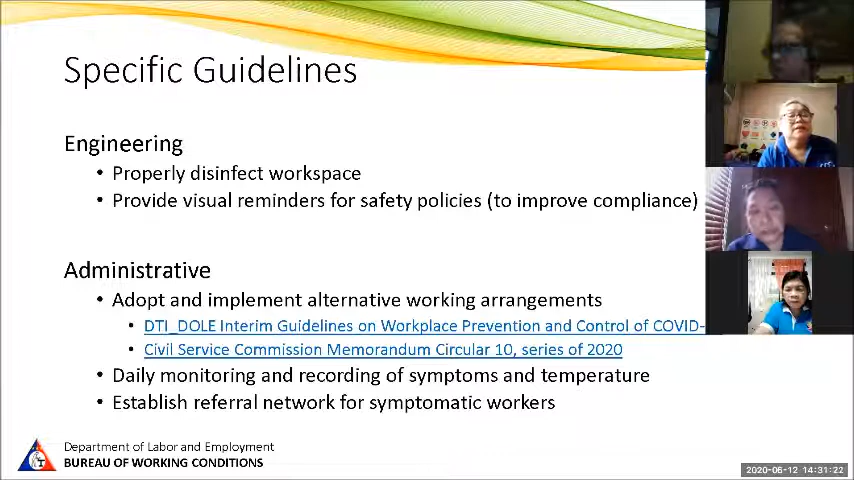 Specific Guidelines
Engineering
• Properly disinfect workspace
• Provide visual reminders for safety policies (to improve compliance)
Administrative
• Adopt and implement alternative working arrangements
• DTI_DOLE Interim Guidelines on Workplace Prevention and Control of COVID-
• Civil Service Commission Memorandum Circular 10, series of 2020
• Daily monitoring and recording of symptoms and temperature
• Establish referral network for symptomatic workers
Department of Labor and Employment
BUREAU OF WORKING CONDITIONS
2020-06-12 14:31:22